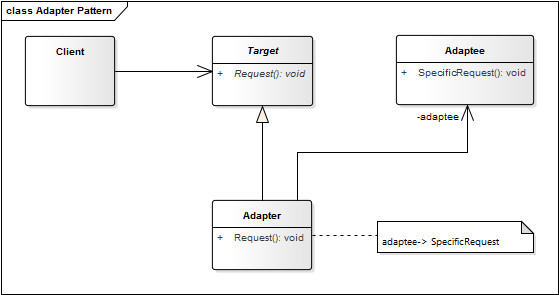 class Adapter Pattern
Client
Target
+ Request(): void
Adaptee
+ SpecificRequest(): void
-adaptee
Adapter
+ Request(): void
adaptee-> SpecificRequest